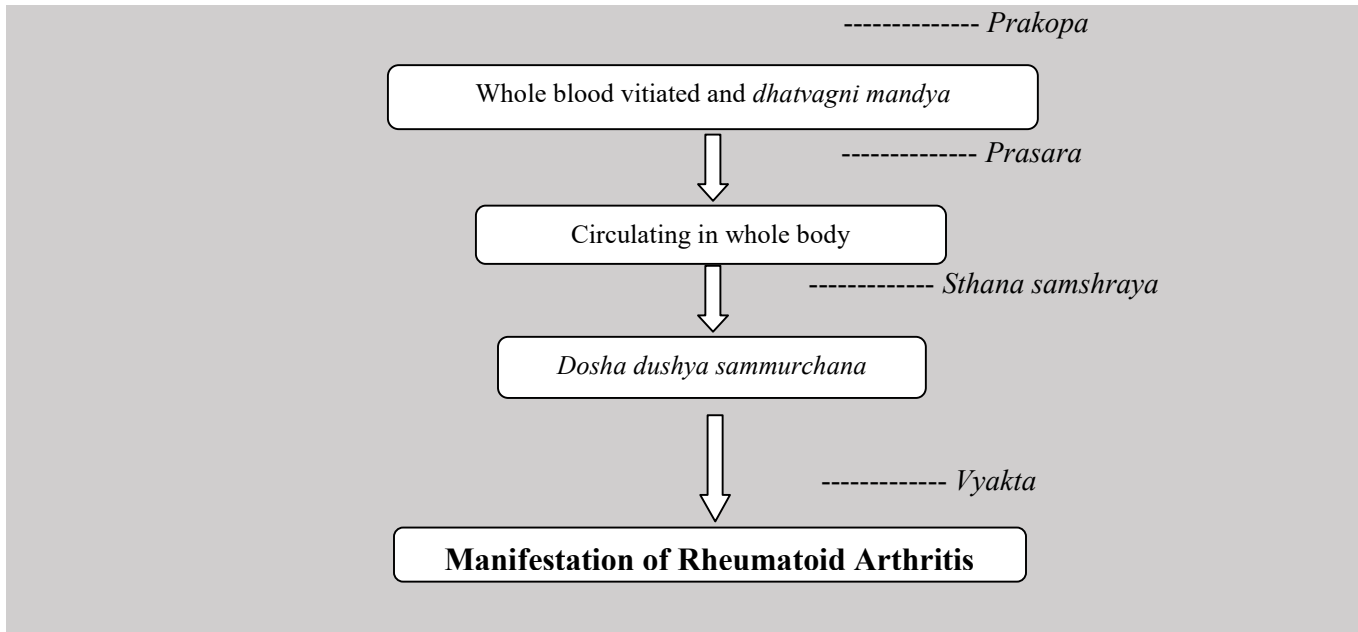 -------------- Prakopa
Whole blood vitiated and dhatvagni mandya
-------------- Prasara
Circulating in whole body
------------- Sthana samshraya
Dosha dushya sammurchana
------------- Vyakta
Manifestation of Rheumatoid Arthritis